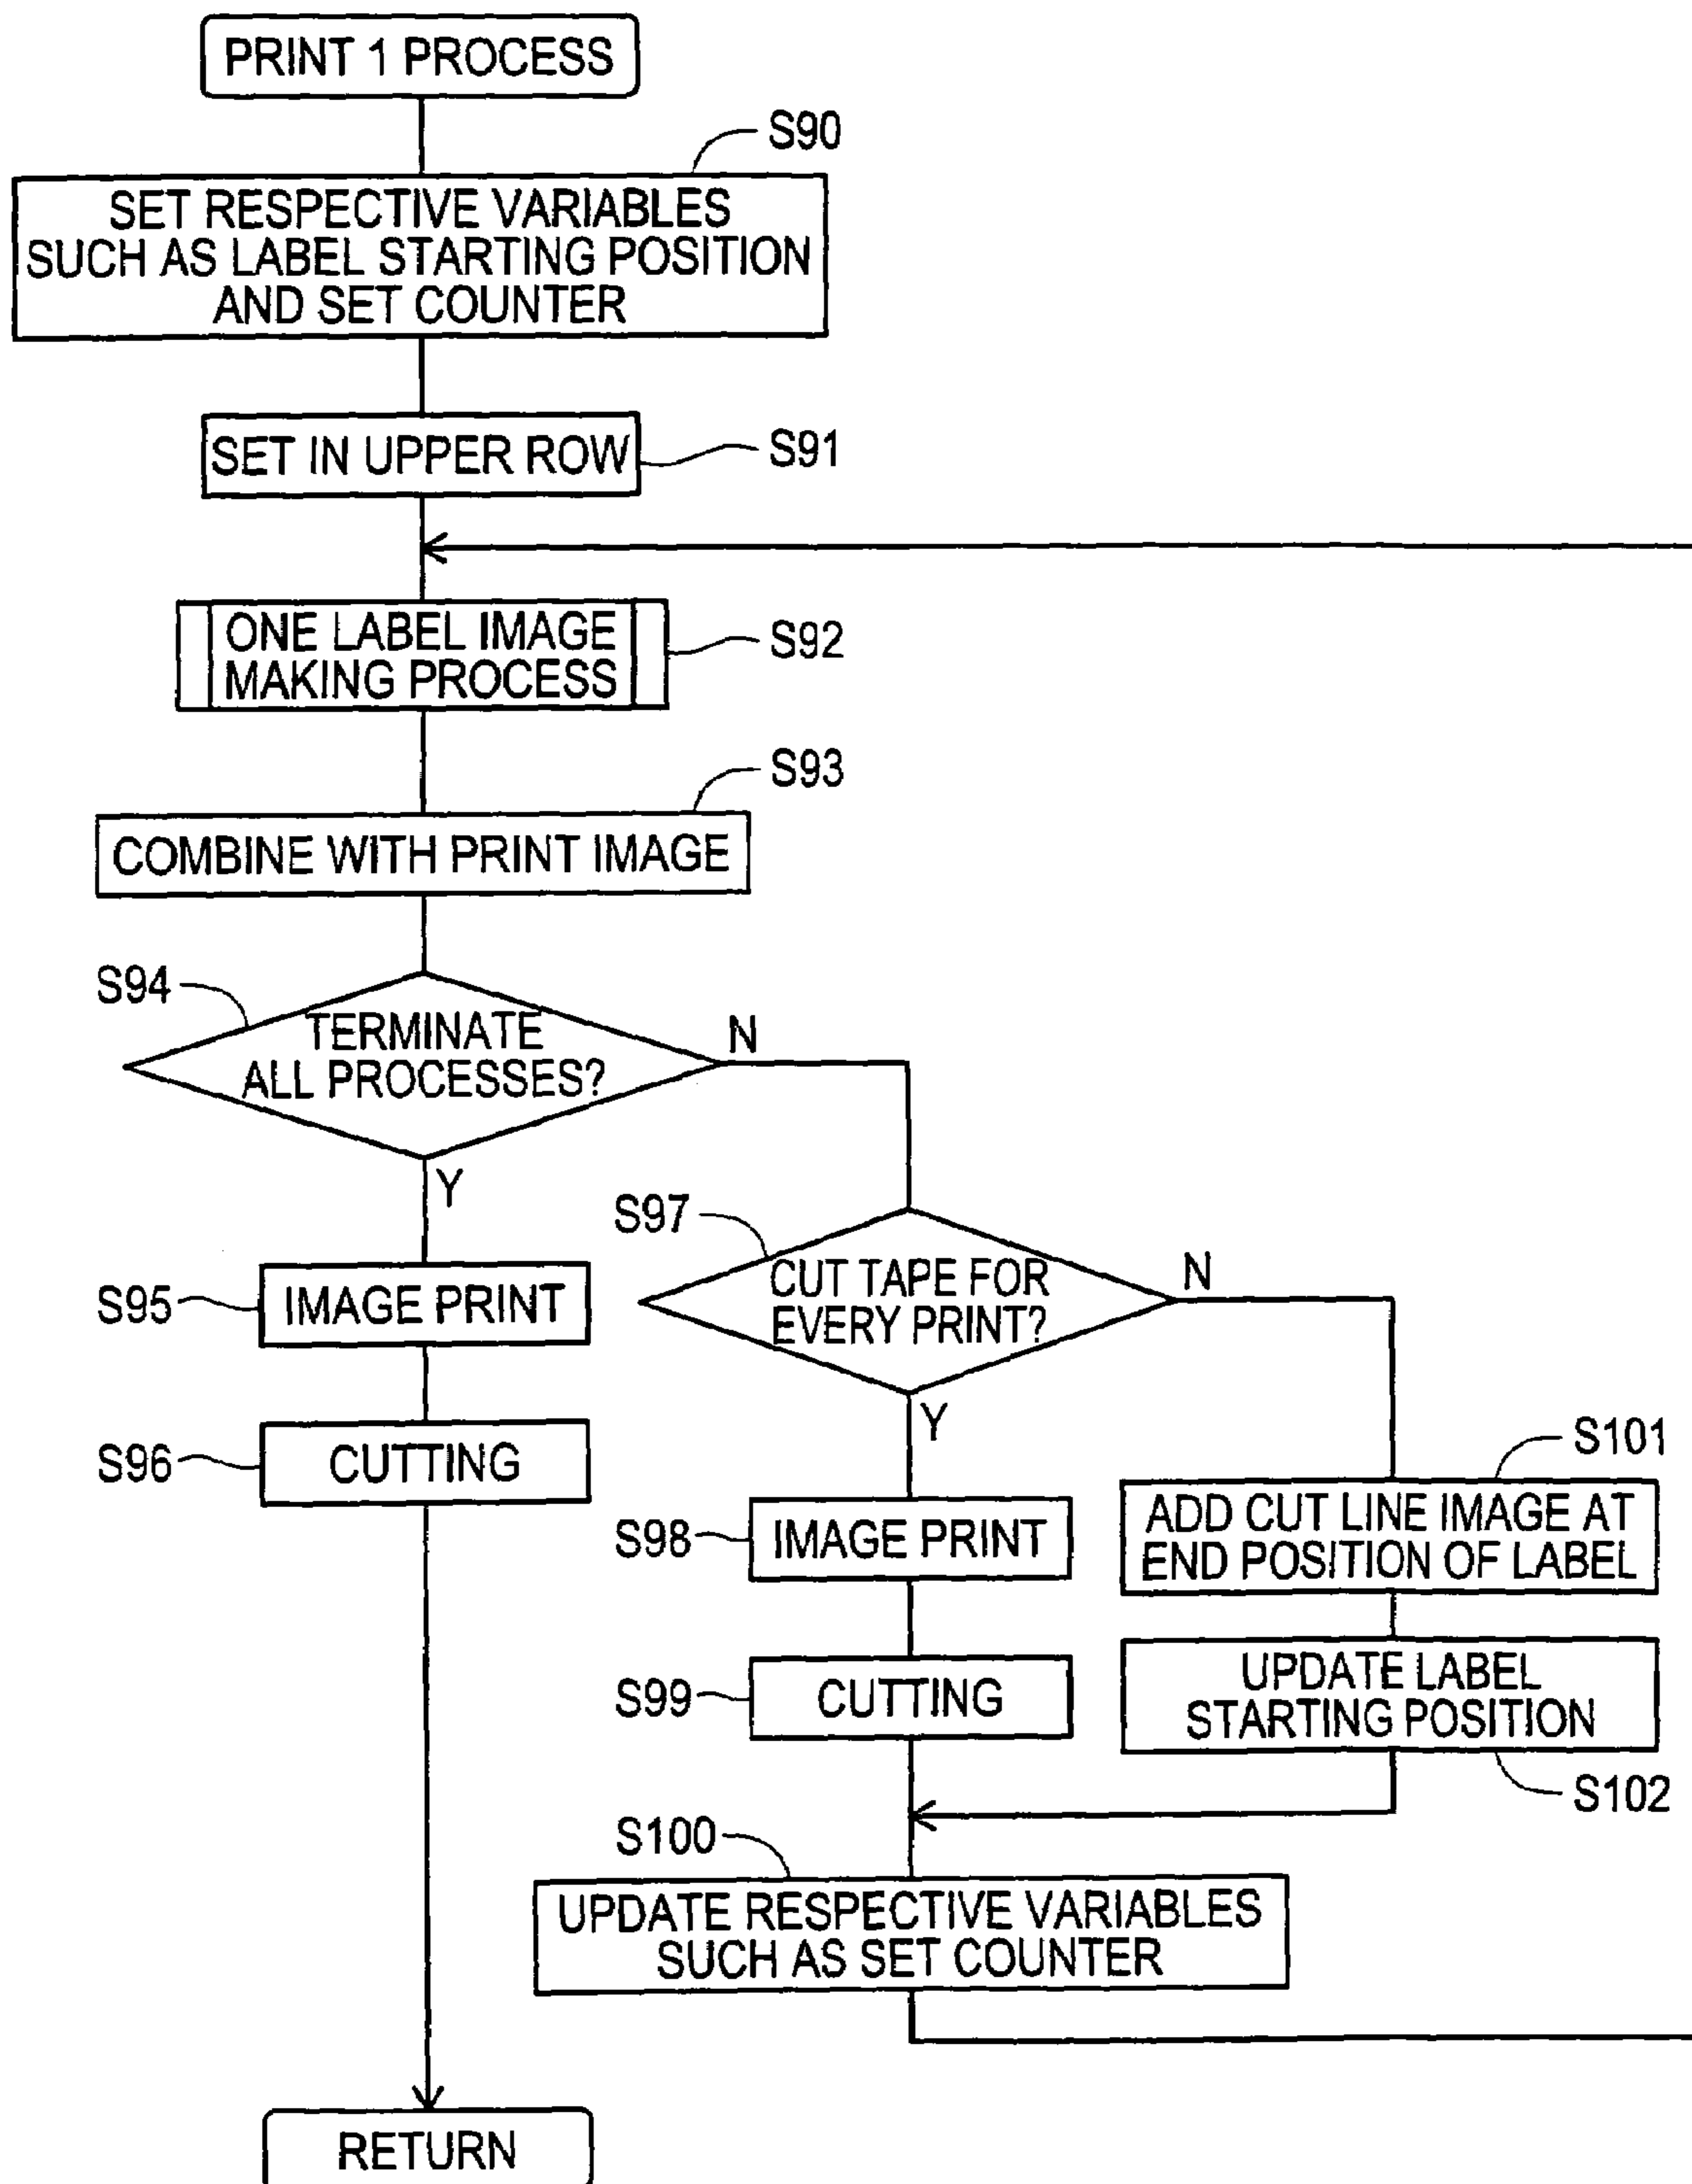 PRINT 1 PROCESS
S90
SET RESPECTIVE VARIABLES
SUCH AS LABEL STARTING POSITION
AND SET COUNTER
SET IN UPPER ROW
S91
ONE LABEL IMAGE
MAKING PROCESS
S92
S93
COMBINE WITH PRINT IMAGE
S94
TERMINATE
ALL PROCESSES?
N
Y
S95
IMAGE PRINT
S96
CUTTING
S97
CUT TAPE FOR
EVERY PRINT?
N
Y
S98
IMAGE PRINT
S99
CUTTING
S101
ADD CUT LINE IMAGE AT
END POSITION OF LABEL
UPDATE LABEL
STARTING POSITION
S102
S100
UPDATE RESPECTIVE VARIABLES
SUCH AS SET COUNTER
RETURN